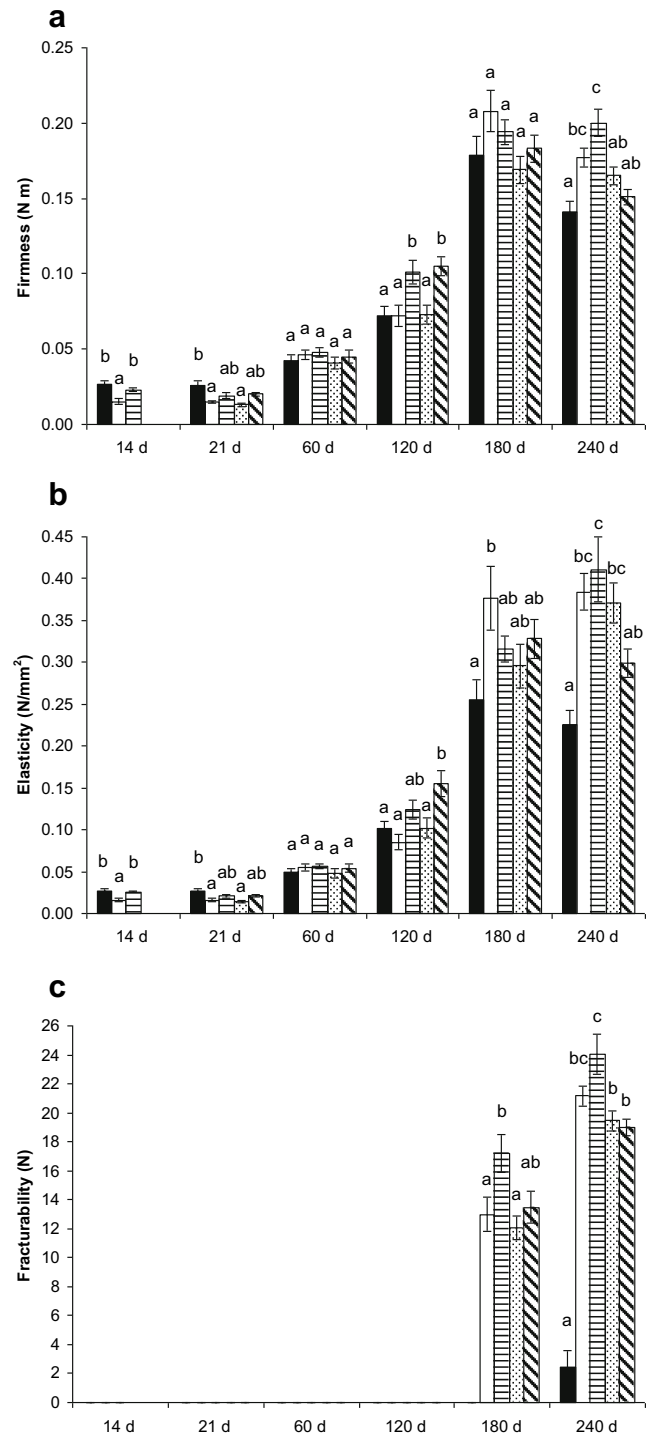 a
Firmness (N m)
0.25
0.20
0.15
0.10
0.05
0.00
b a b
b a ab a ab
a a a a a
a a b a b
a a a a a
a bc c ab ab
14 d 21 d 60 d 120 d 180 d 240 d
b
Elasticity (N/mm²)
0.45
0.40
0.35
0.30
0.25
0.20
0.15
0.10
0.05
0.00
b a b
b a ab a ab
a a a a a
a a ab a b
a b ab ab ab
a bc c bc ab
14 d 21 d 60 d 120 d 180 d 240 d
c
Fracturability (N)
26
24
22
20
18
16
14
12
10
8
6
4
2
0
a b a ab
a bc c b b
14 d 21 d 60 d 120 d 180 d 240 d